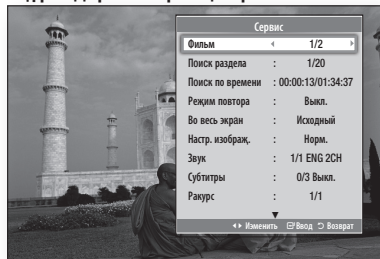 Сервис
Фильм ◂ 1/2 ▸
Поиск раздела : 1/20
Поиск по времени : 00:00:13/01:34:37
Режим повтора : Выкл.
Во весь экран : Исходный
Настр. изображ. : Норм.
Звук : 1/1 ENG 2CH
Субтитры : 0/3 Выкл.
Ракурс : 1/1
▼
◂▸ Изменить Ввод Возврат